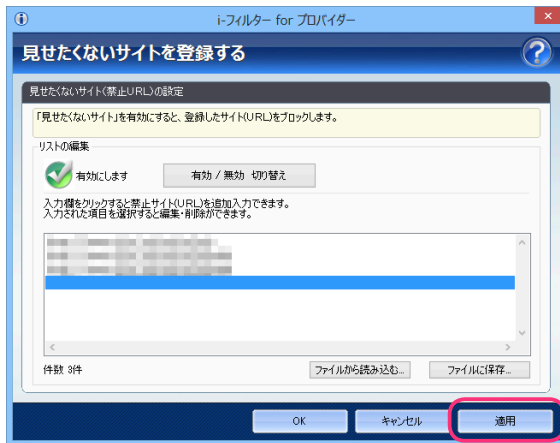 i-フィルター for プロバイダー
見せたくないサイトを登録する
見せたくないサイト(禁止URL)の設定
「見せたくないサイト」を有効にすると、登録したサイト(URL)をブロックします。
リストの編集
有効にします
有効 / 無効 切り替え
入力欄をクリックすると禁止サイト(URL)を追加入力できます。
入力された項目を選択すると編集・削除ができます。
件数 3件
ファイルから読み込む...
ファイルに保存...
OK
キャンセル
適用